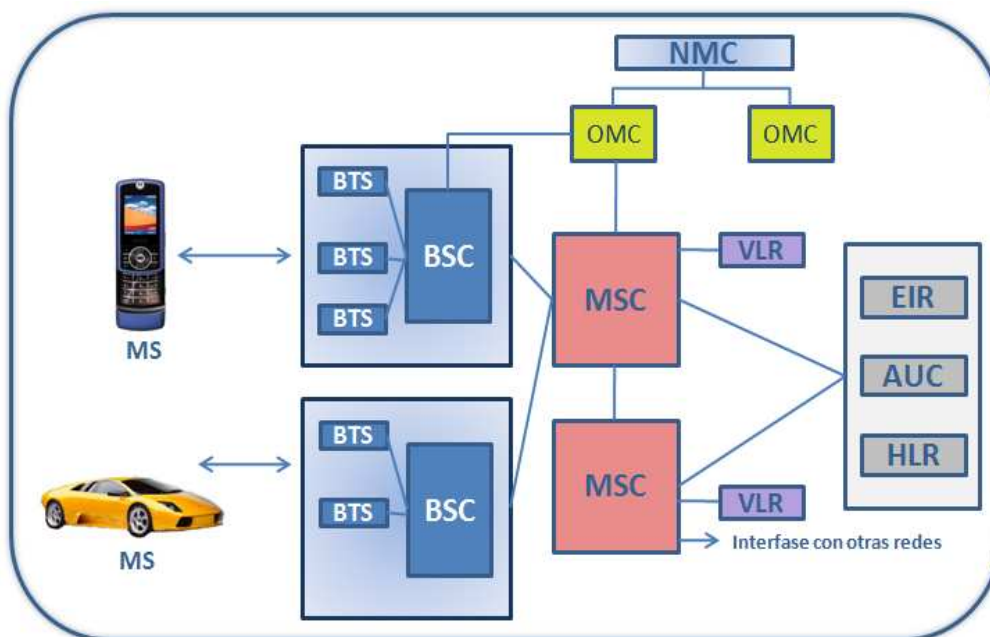 NMC
OMC
OMC
BTS
BTS
BTS
BSC
MS
MSC
VLR
EIR
AUC
HLR
BTS
BTS
BSC
MS
MSC
VLR
Interfase con otras redes